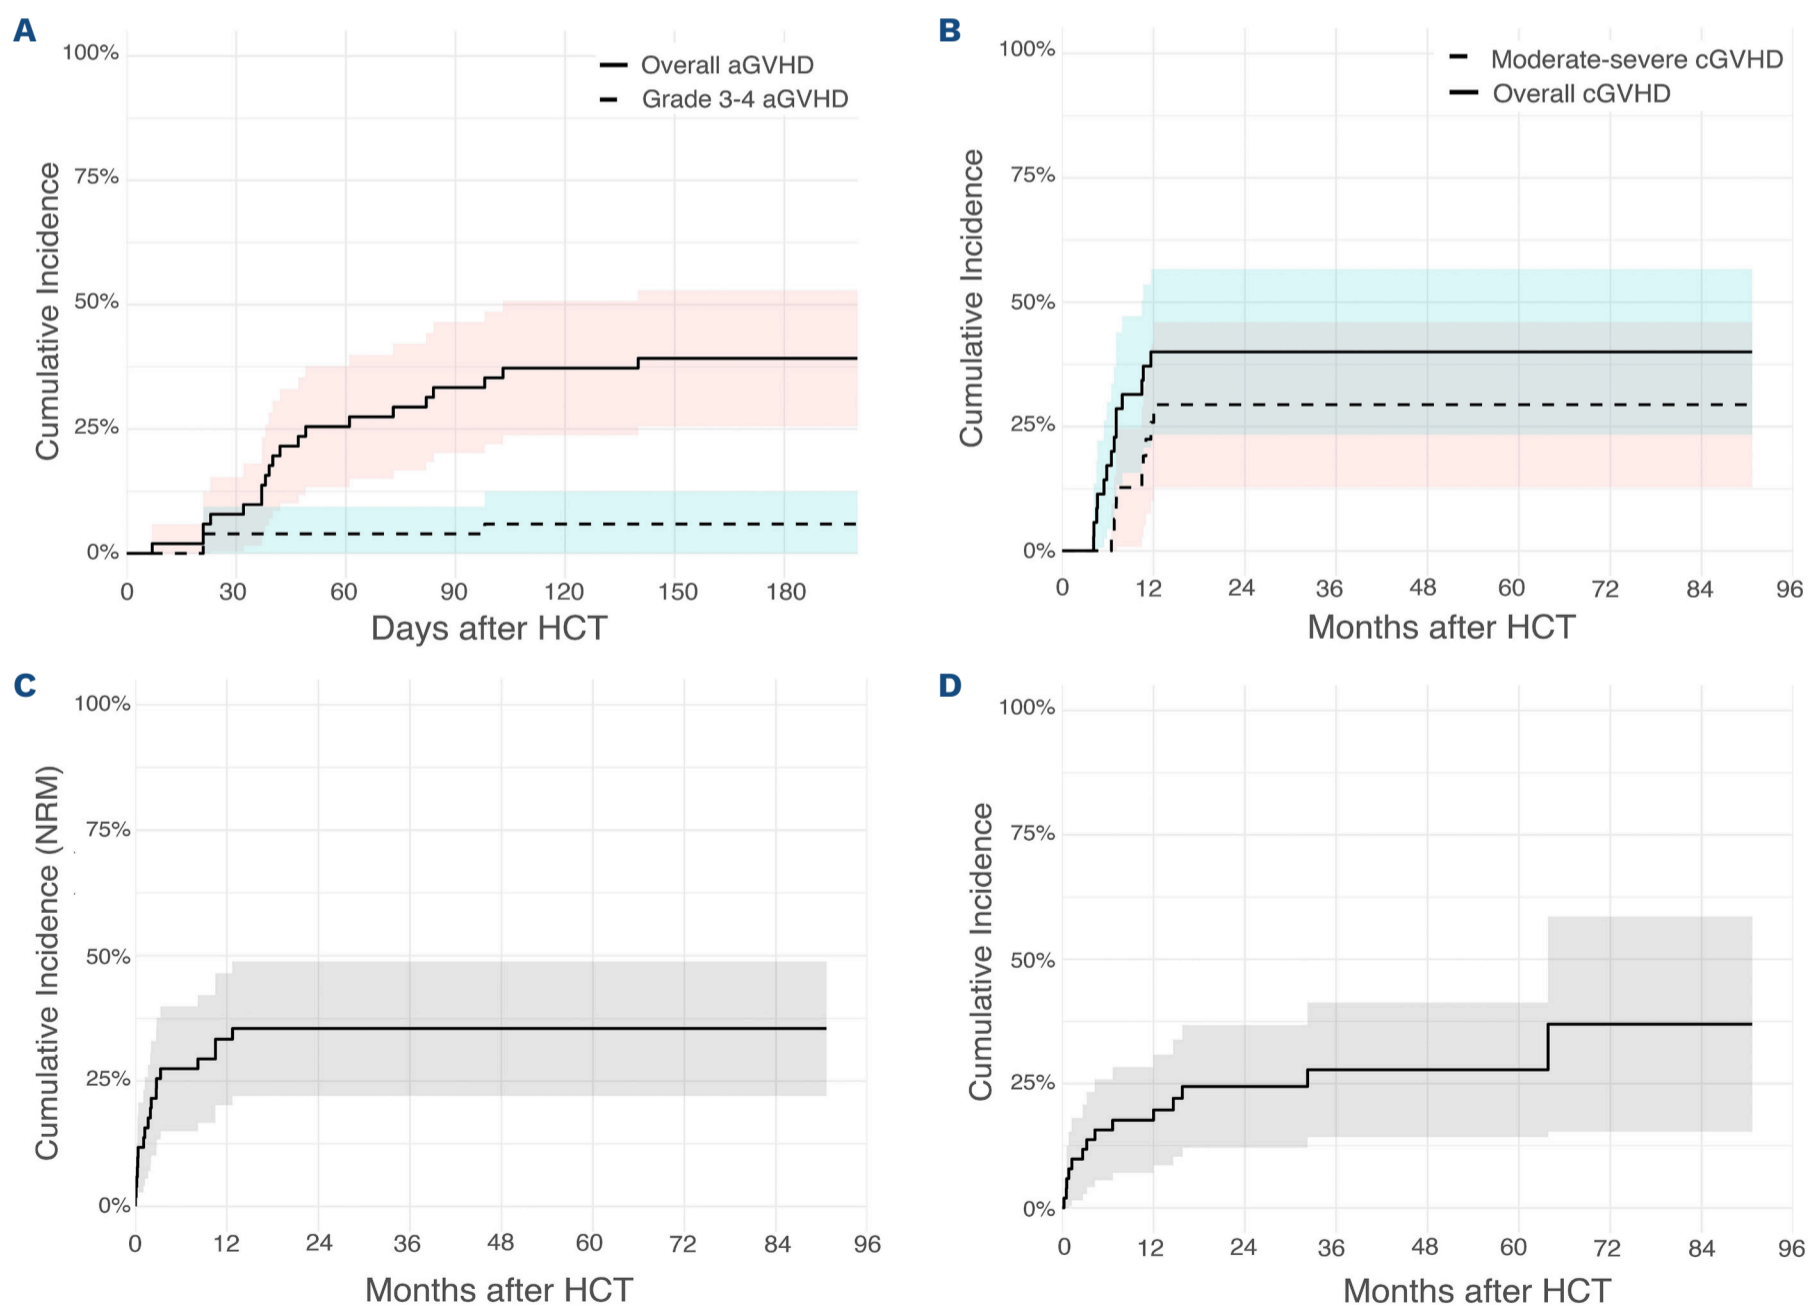 A
Cumulative Incidence
100%
75%
50%
25%
0%
Overall aGVHD
Grade 3-4 aGVHD
0 30 60 90 120 150 180
Days after HCT
B
Cumulative Incidence
100%
75%
50%
25%
0%
Moderate-severe cGVHD
Overall cGVHD
0 12 24 36 48 60 72 84 96
Months after HCT
C
Cumulative Incidence (NRM)
100%
75%
50%
25%
0%
0 12 24 36 48 60 72 84 96
Months after HCT
D
Cumulative Incidence
100%
75%
50%
25%
0%
0 12 24 36 48 60 72 84 96
Months after HCT